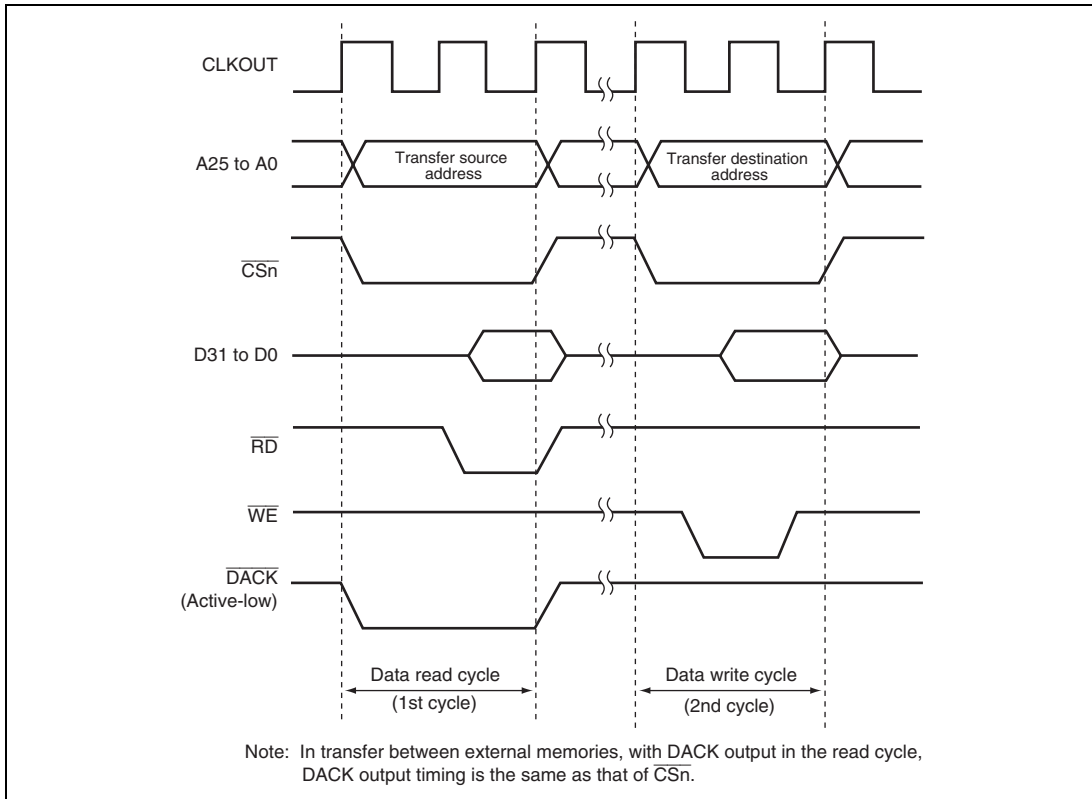 CLKOUT
A25 to A0
Transfer source
address
Transfer destination
address
CSn
D31 to D0
RD
WE
DACK
(Active-low)
Data read cycle
(1st cycle)
Data write cycle
(2nd cycle)
Note: In transfer between external memories, with DACK output in the read cycle,
DACK output timing is the same as that of CSn.